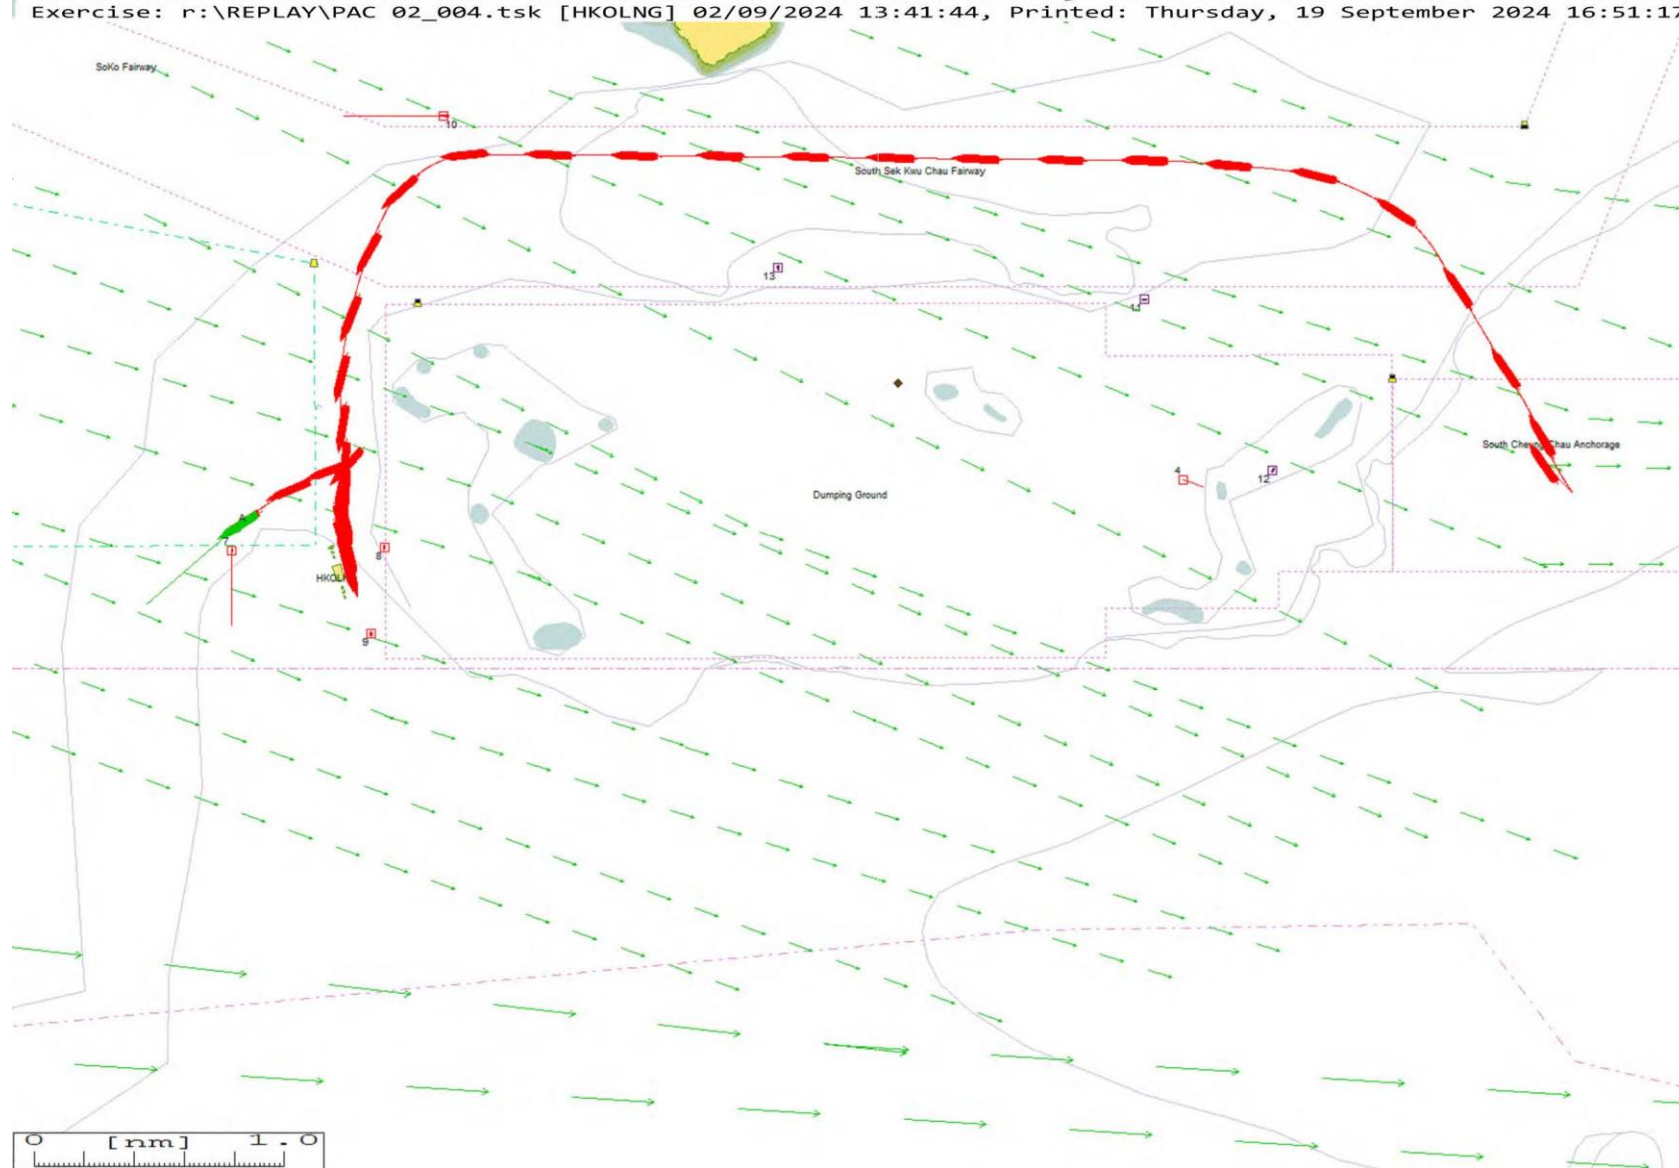 Exercise: r:\REPLAY\PAC 02_004.tsk [HKOLNG] 02/09/2024 13:41:44, Printed: Thursday, 19 September 2024 16:51:17
SoKo Fairway
10
South Sek Kwu Chau Fairway
13
11
South Cheung Chau Anchorage
4
12
Dumping Ground
A
7
8
9
0 [nm] 1.0